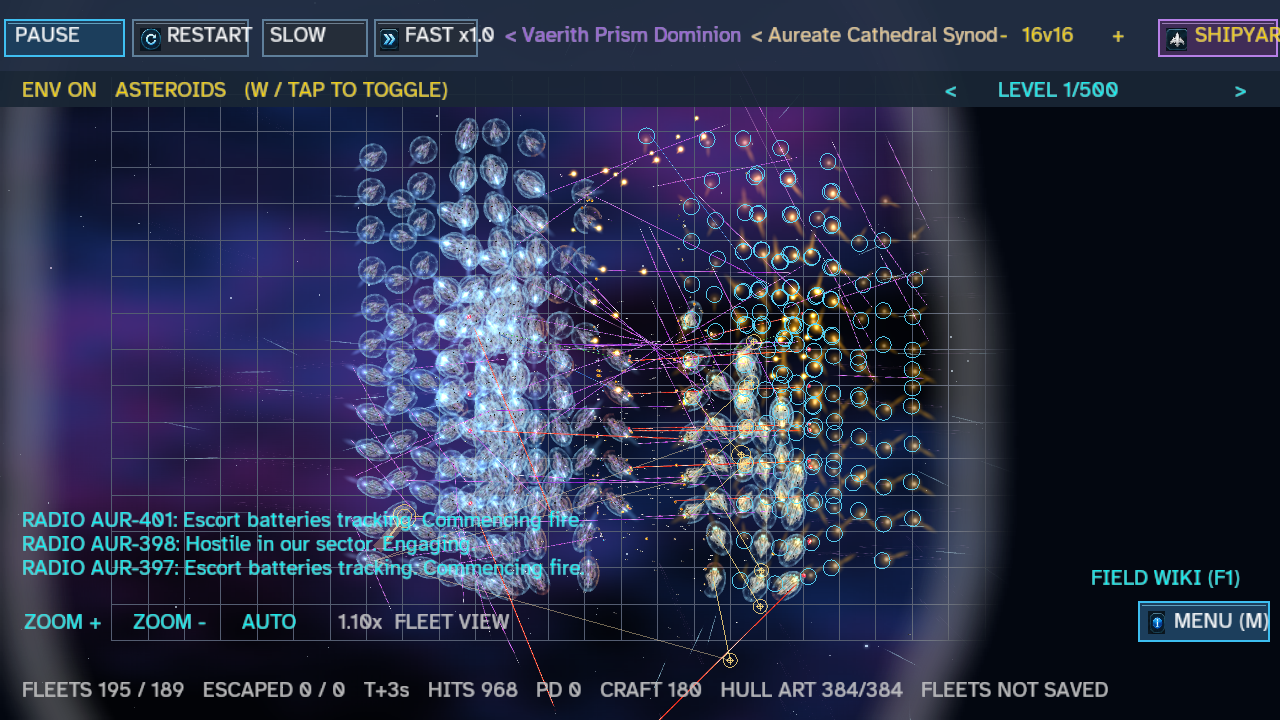 PAUSE RESTART SLOW FAST x1.0 < Vaerith Prism Dominion < Aureate Cathedral Synod- 16v16 + SHIPYAR
ENV ON ASTEROIDS (W / TAP TO TOGGLE) < LEVEL 1/500 >
RADIO AUR-401: Escort batteries tracking. Commencing fire.
RADIO AUR-398: Hostile in our sector. Engaging.
RADIO AUR-397: Escort batteries tracking. Commencing fire.
FIELD WIKI (F1)
ZOOM + ZOOM - AUTO 1.10x FLEET VIEW MENU (M)
FLEETS 195 / 189 ESCAPED 0 / 0 T+3s HITS 968 PD 0 CRAFT 180 HULL ART 384/384 FLEETS NOT SAVED